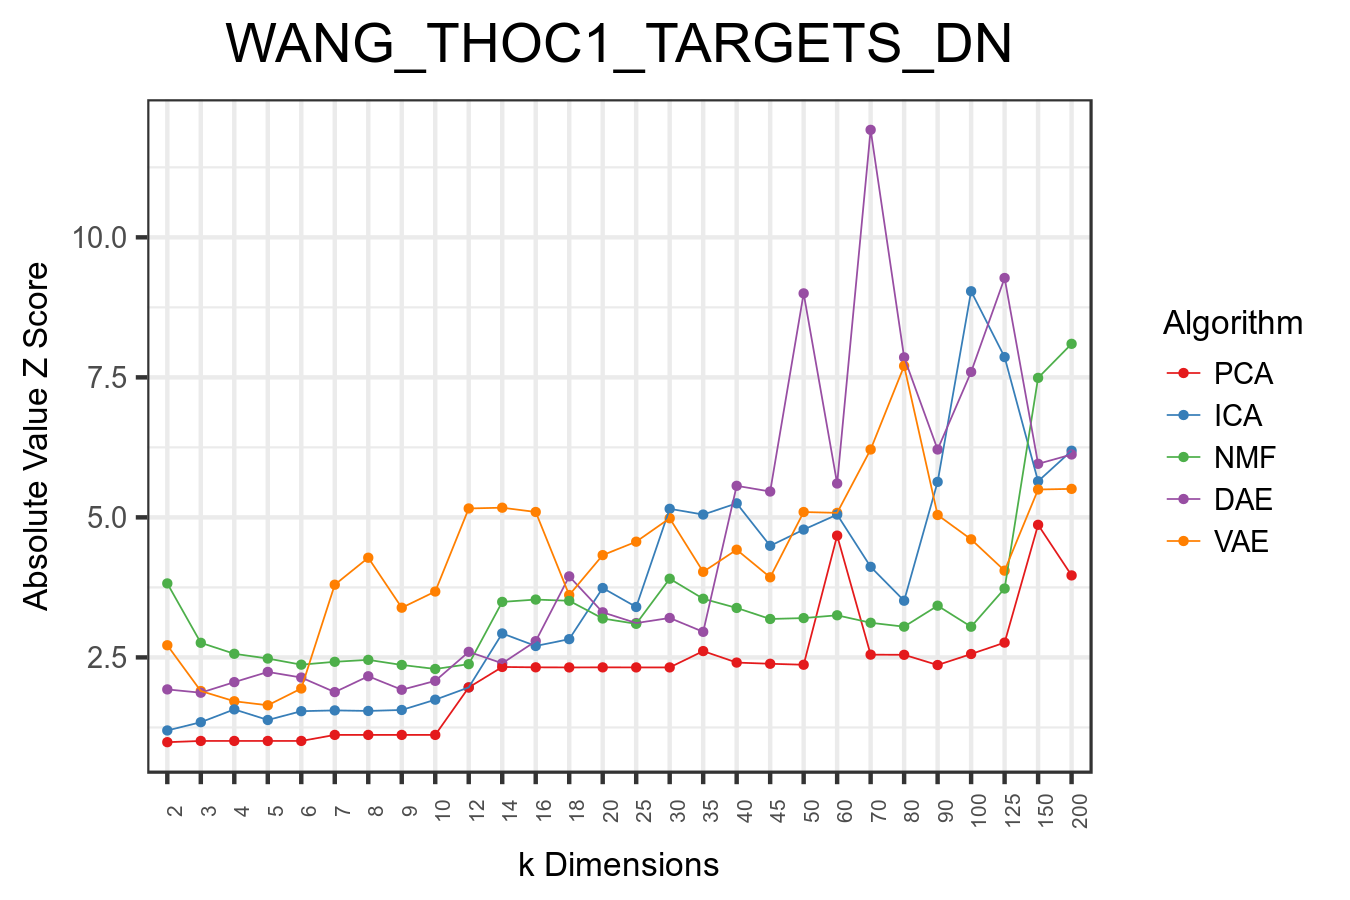 WANG_THOC1_TARGETS_DN
Absolute Value Z Score
10.0
7.5
5.0
2.5
2 3 4 5 6 7 8 9 10 12 14 16 18 20 25 30 35 40 45 50 60 70 80 90 100 125 150 200
k Dimensions
Algorithm
PCA
ICA
NMF
DAE
VAE